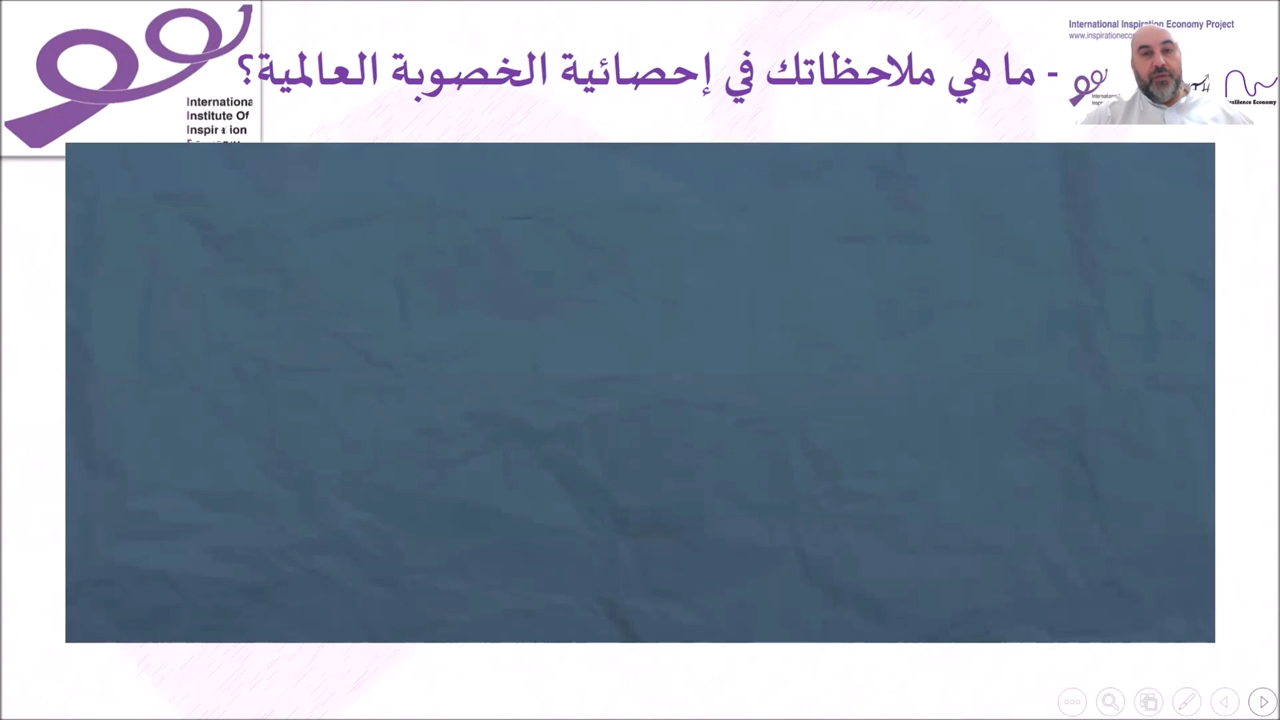 International Inspiration Economy Project
- ما هي ملاحظاتك في إحصائية الخصوبة العالمية؟
International
Institute Of